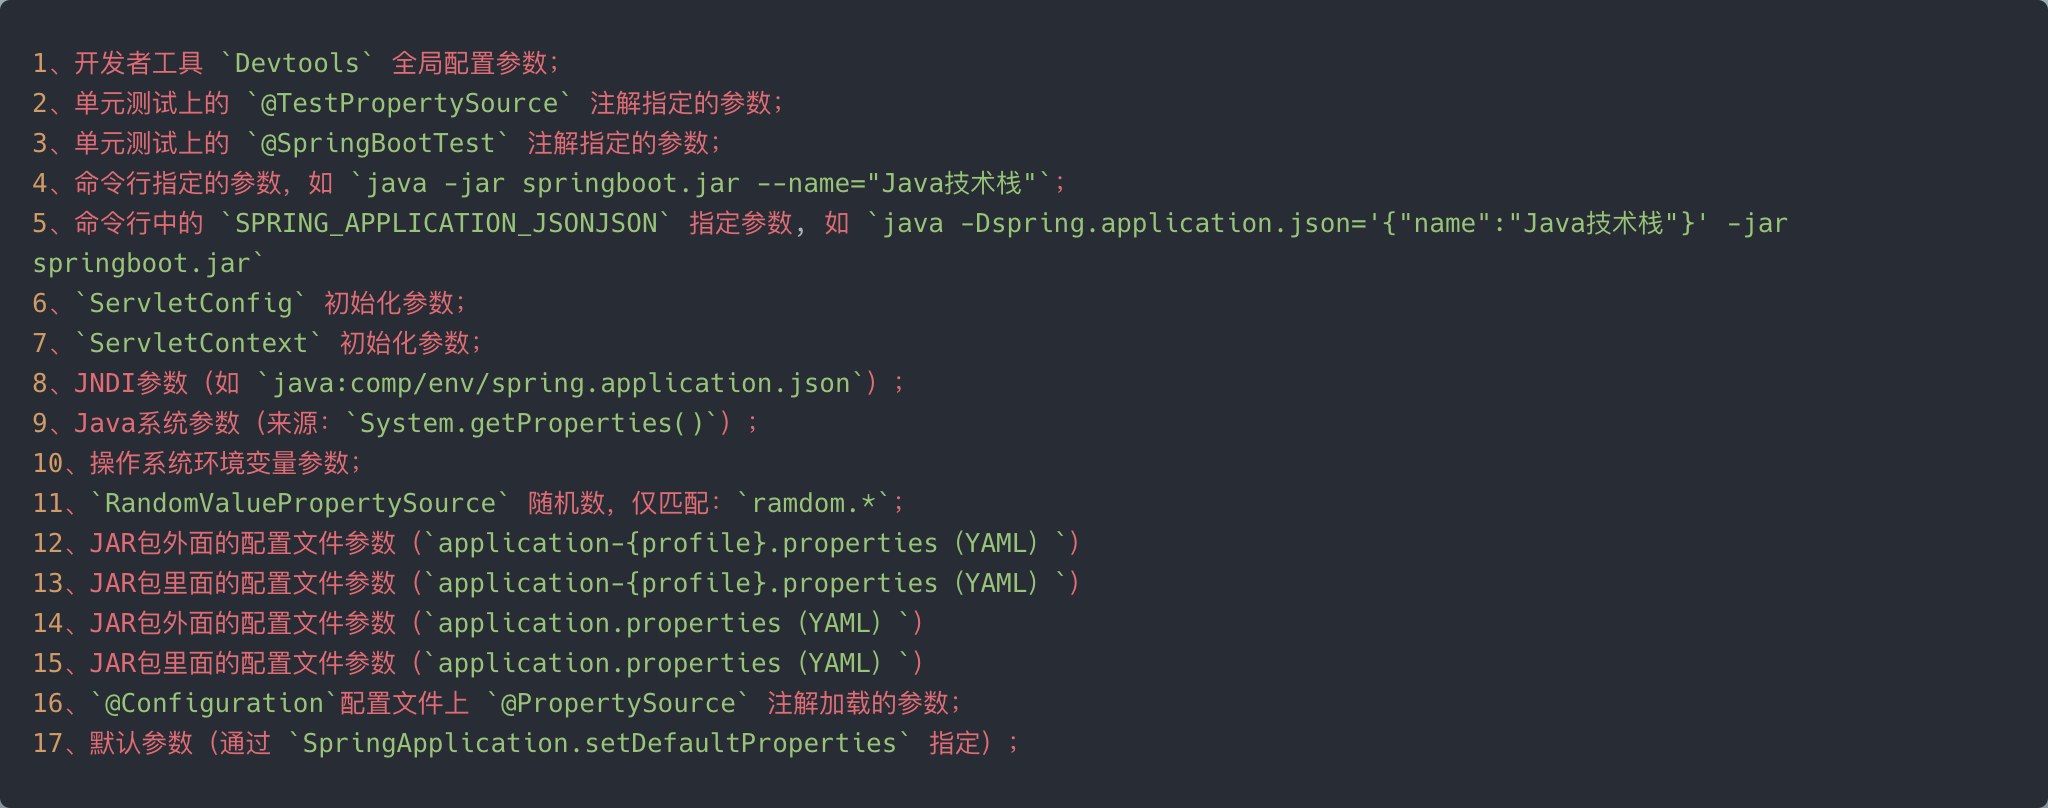 1、开发者工具 `Devtools` 全局配置参数；
2、单元测试上的 `@TestPropertySource` 注解指定的参数；
3、单元测试上的 `@SpringBootTest` 注解指定的参数；
4、命令行指定的参数，如 `java -jar springboot.jar --name="Java技术栈"`；
5、命令行中的 `SPRING_APPLICATION_JSONJSON` 指定参数, 如 `java -Dspring.application.json='{"name":"Java技术栈"}' -jar
springboot.jar`
6、`ServletConfig` 初始化参数；
7、`ServletContext` 初始化参数；
8、JNDI参数（如 `java:comp/env/spring.application.json`）；
9、Java系统参数（来源：`System.getProperties()`）；
10、操作系统环境变量参数；
11、`RandomValuePropertySource` 随机数，仅匹配：`ramdom.*`；
12、JAR包外面的配置文件参数（`application-{profile}.properties（YAML）`）
13、JAR包里面的配置文件参数（`application-{profile}.properties（YAML）`）
14、JAR包外面的配置文件参数（`application.properties（YAML）`）
15、JAR包里面的配置文件参数（`application.properties（YAML）`）
16、`@Configuration`配置文件上 `@PropertySource` 注解加载的参数；
17、默认参数（通过 `SpringApplication.setDefaultProperties` 指定）；